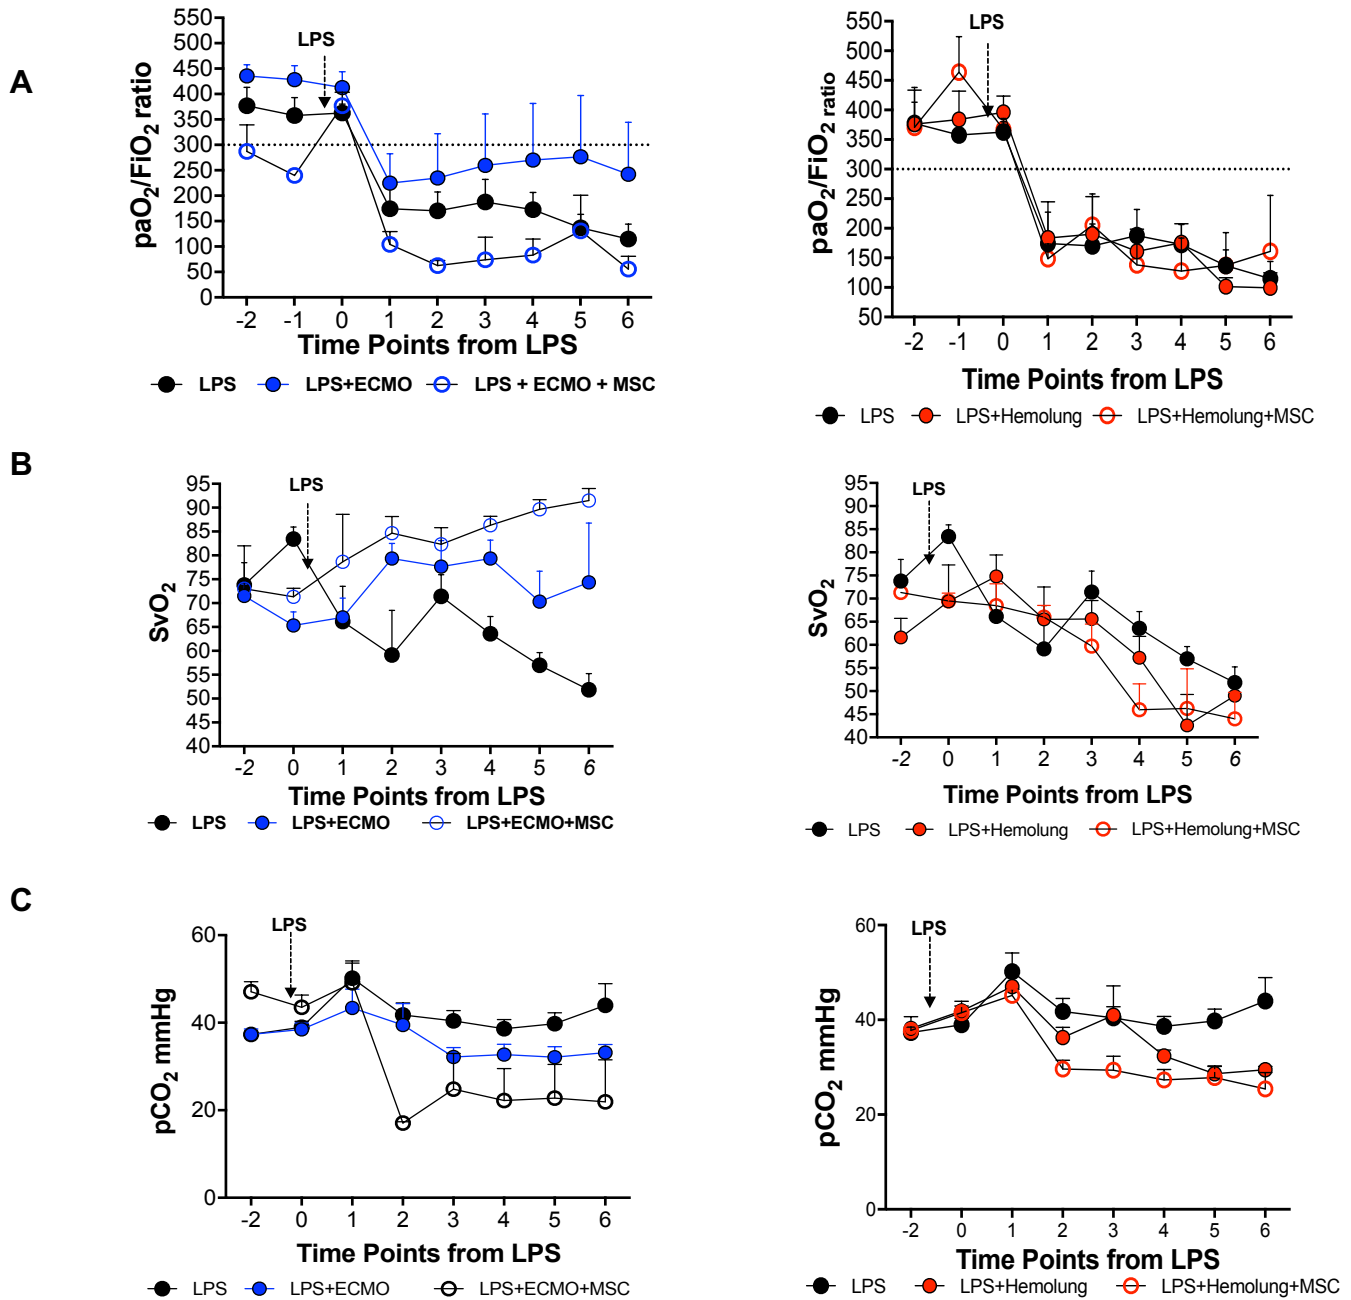 A
550
500
450
400
350
300
250
200
150
100
50
0
paO2/FiO2 ratio
LPS
-2 -1 0 1 2 3 4 5 6
Time Points from LPS
LPS LPS+ECMO LPS + ECMO + MSC
550
500
450
400
350
300
250
200
150
100
50
paO2/FiO2 ratio
LPS
-2 -1 0 1 2 3 4 5 6
Time Points from LPS
LPS LPS+Hemolung LPS+Hemolung+MSC
B
95
90
85
80
75
70
65
60
55
50
45
40
SvO2
LPS
-2 0 1 2 3 4 5 6
Time Points from LPS
LPS LPS+ECMO LPS+ECMO+MSC
95
90
85
80
75
70
65
60
55
50
45
40
SvO2
LPS
-2 0 1 2 3 4 5 6
Time Points from LPS
LPS LPS+Hemolung LPS+Hemolung+MSC
C
60
40
20
0
pCO2 mmHg
LPS
-2 0 1 2 3 4 5 6
Time Points from LPS
LPS LPS+ECMO LPS+ECMO+MSC
60
40
20
0
pCO2 mmHg
LPS
-2 0 1 2 3 4 5 6
Time Points from LPS
LPS LPS+Hemolung LPS+Hemolung+MSC